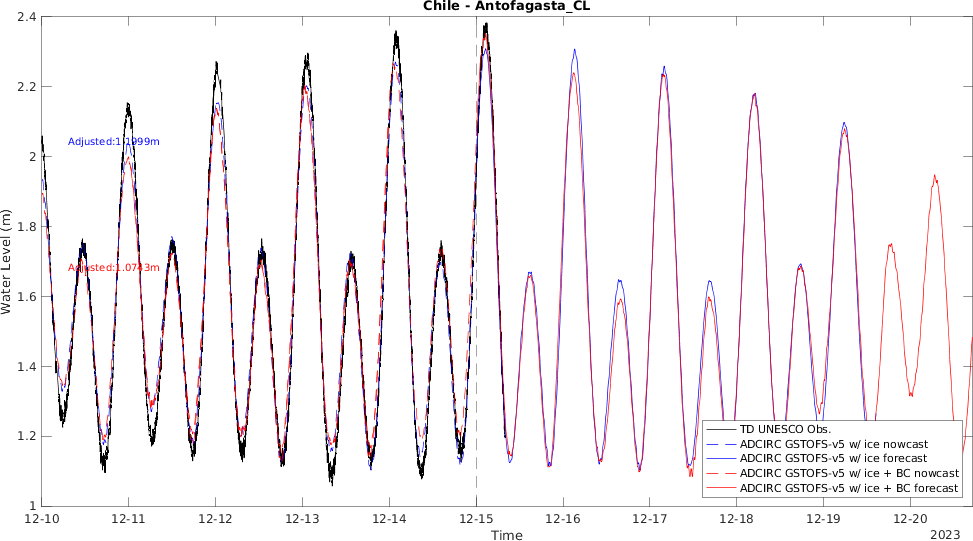 Chile - Antofagasta_CL
2.4
2.2
2
1.8
1.6
1.4
1.2
1
Water Level (m)
Adjusted:1.1999m
Adjusted:1.0743m
TD UNESCO Obs.
ADCIRC GSTOFS-v5 w/ ice nowcast
ADCIRC GSTOFS-v5 w/ ice forecast
ADCIRC GSTOFS-v5 w/ ice + BC nowcast
ADCIRC GSTOFS-v5 w/ ice + BC forecast
12-10 12-11 12-12 12-13 12-14 12-15 12-16 12-17 12-18 12-19 12-20
Time
2023